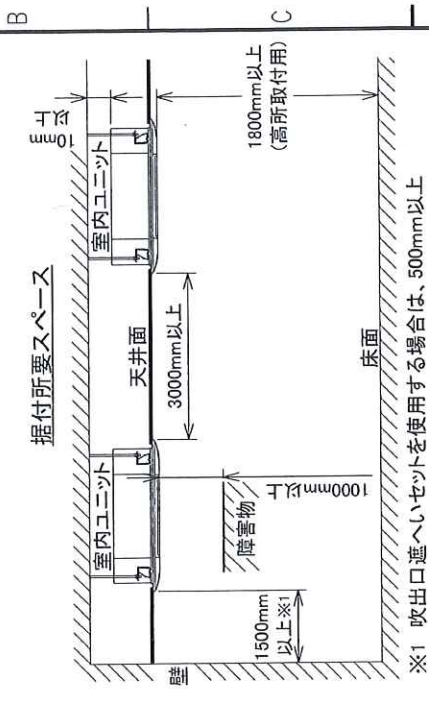 B
C
据付所要スペース
10mm
以上
室内ユニット
室内ユニット
天井面
3000mm以上
1800mm以上
(高所取付用)
1000mm以上
障害物
1500mm
以上※1
壁
床面
※1 吹出口遮へいセットを使用する場合は、500mm以上